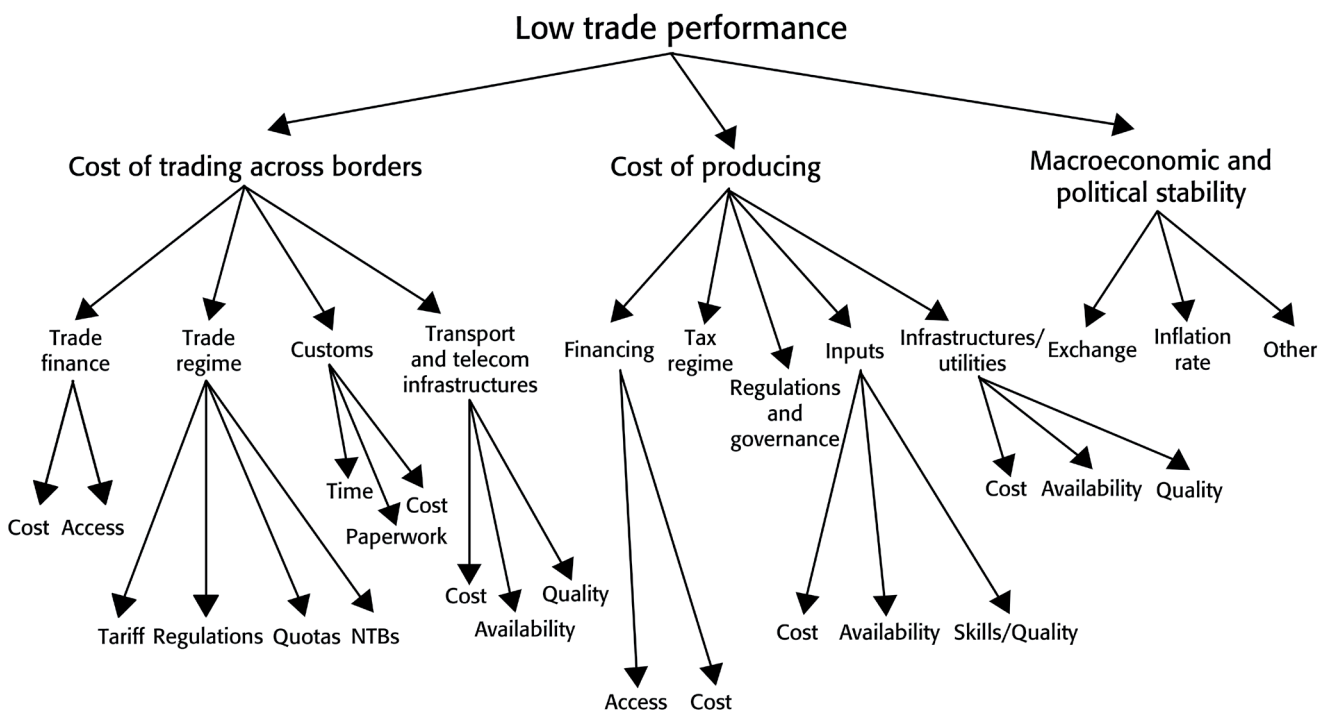 Low trade performance
Cost of trading across borders
Cost of producing
Macroeconomic and
political stability
Trade
finance
Trade
regime
Customs
Transport
and telecom
infrastructures
Financing
Tax
regime
Regulations
and
governance
Inputs
Infrastructures/
utilities
Exchange
Inflation
rate
Other
Cost Access
Tariff Regulations Quotas NTBs
Time
Paperwork
Cost
Cost
Availability
Quality
Access Cost
Cost Availability Skills/Quality
Cost Availability Quality